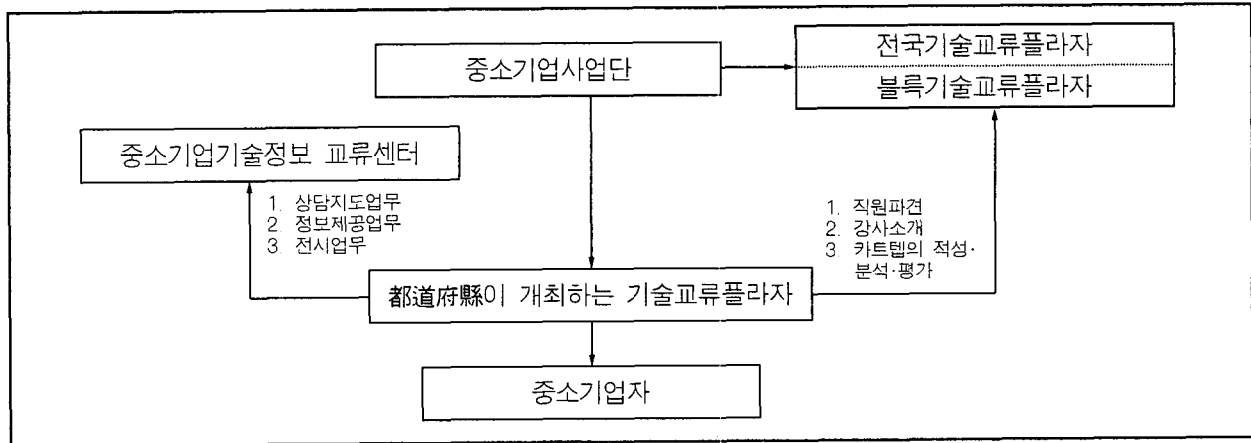 중소기업사업단
전국기술교류플라자
블록기술교류플라자
중소기업기술정보 교류센터
1. 상담지도업무
2. 정보제공업무
3. 전시업무
1. 직원파견
2. 강사소개
3. 카트텝의 적성·
분석·평가
都道府縣이 개최하는 기술교류플라자
중소기업자